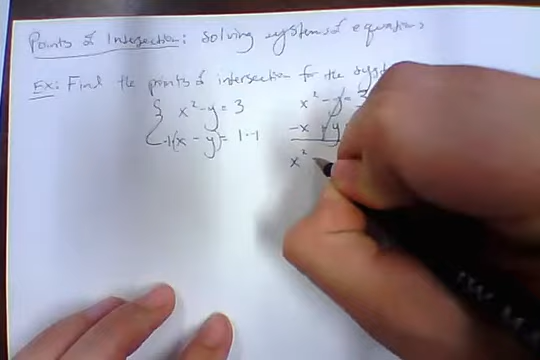 Points of Intersection: solving systems of equations
Ex: Find the points of intersection for the
{ x² - y = 3
-1(x - y) = 1·-1
x² - y = 3
-x + y
x²